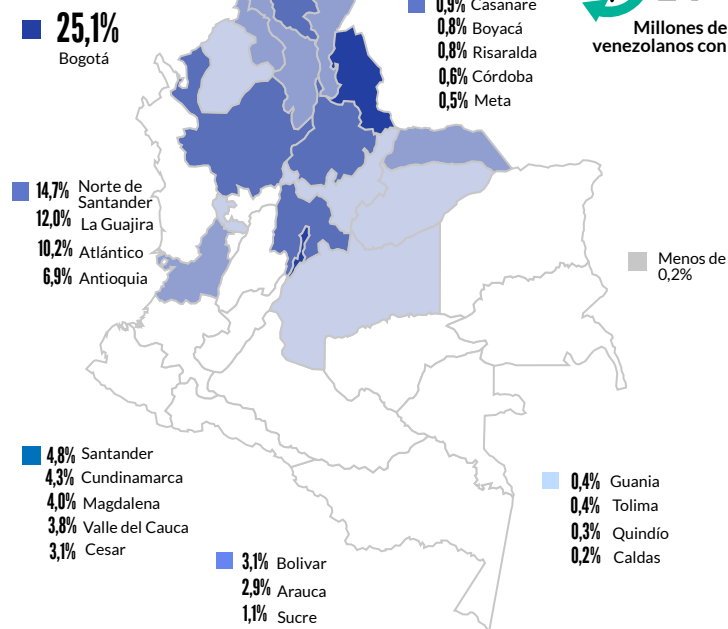 25,1%
Bogotá
0,9% Casanare
0,8% Boyacá
0,8% Risaralda
0,6% Córdoba
0,5% Meta
Millones de
venezolanos con
14,7% Norte de
Santander
12,0% La Guajira
10,2% Atlántico
6,9% Antioquia
Menos de
0,2%
4,8% Santander
4,3% Cundinamarca
4,0% Magdalena
3,8% Valle del Cauca
3,1% Cesar
3,1% Bolivar
2,9% Arauca
1,1% Sucre
0,4% Guania
0,4% Tolima
0,3% Quindío
0,2% Caldas